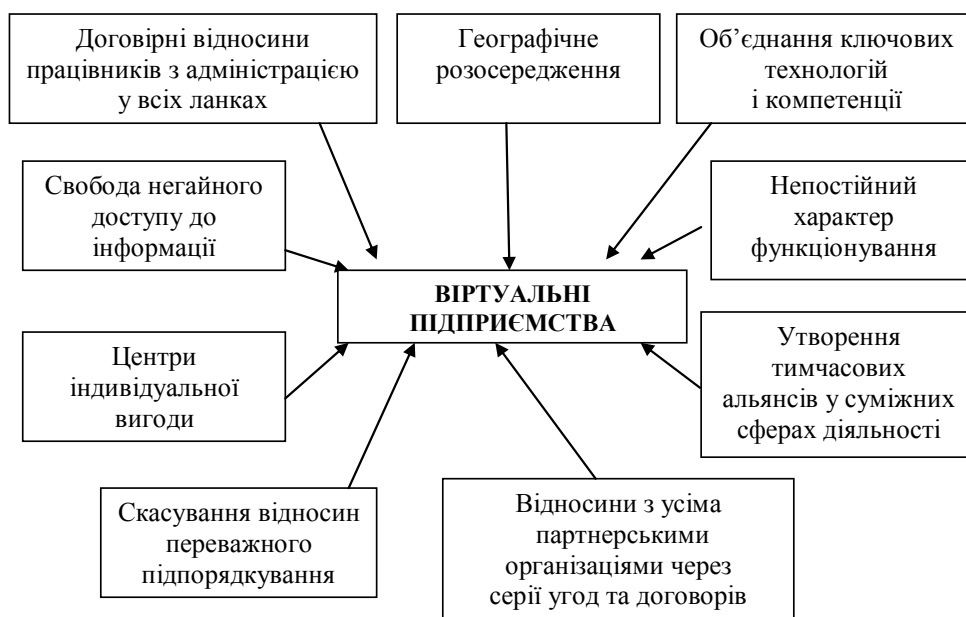 Договірні відносини
працівників з адміністрацією
у всіх ланках
Географічне
розосередження
Об’єднання ключових
технологій
і компетенції
Свобода негайного
доступу до
інформації
Непостійний
характер
функціонування
ВІРТУАЛЬНІ
ПІДПРИЄМСТВА
Центри
індивідуальної
вигоди
Утворення
тимчасових
альянсів у суміжних
сферах діяльності
Скасування відносин
переважного
підпорядкування
Відносини з усіма
партнерськими
організаціями через
серії угод та договорів